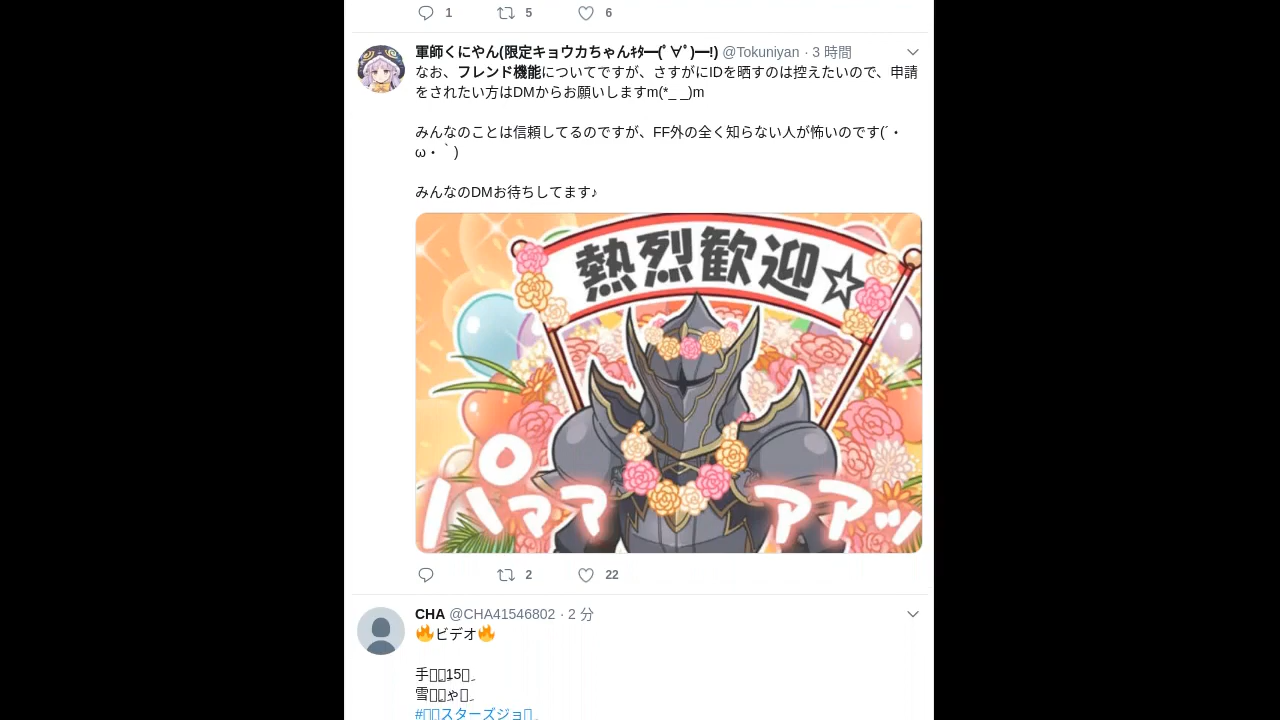 1 5 6
軍師くにやん(限定キョウカちゃんｷﾀ━(ﾟ∀ﾟ)━!) @Tokuniyan · 3 時間
なお、フレンド機能についてですが、さすがにIDを晒すのは控えたいので、申請
をされたい方はDMからお願いしますm(*_ _)m
みんなのことは信頼してるのですが、FF外の全く知らない人が怖いのです(´・
ω・｀)
みんなのDMお待ちしてます♪
熱烈歓迎☆
パママ
アアッ
2 22
CHA @CHA41546802 · 2 分
🔥ビデオ🔥
手
15
雪
ゃ
スターズジョ